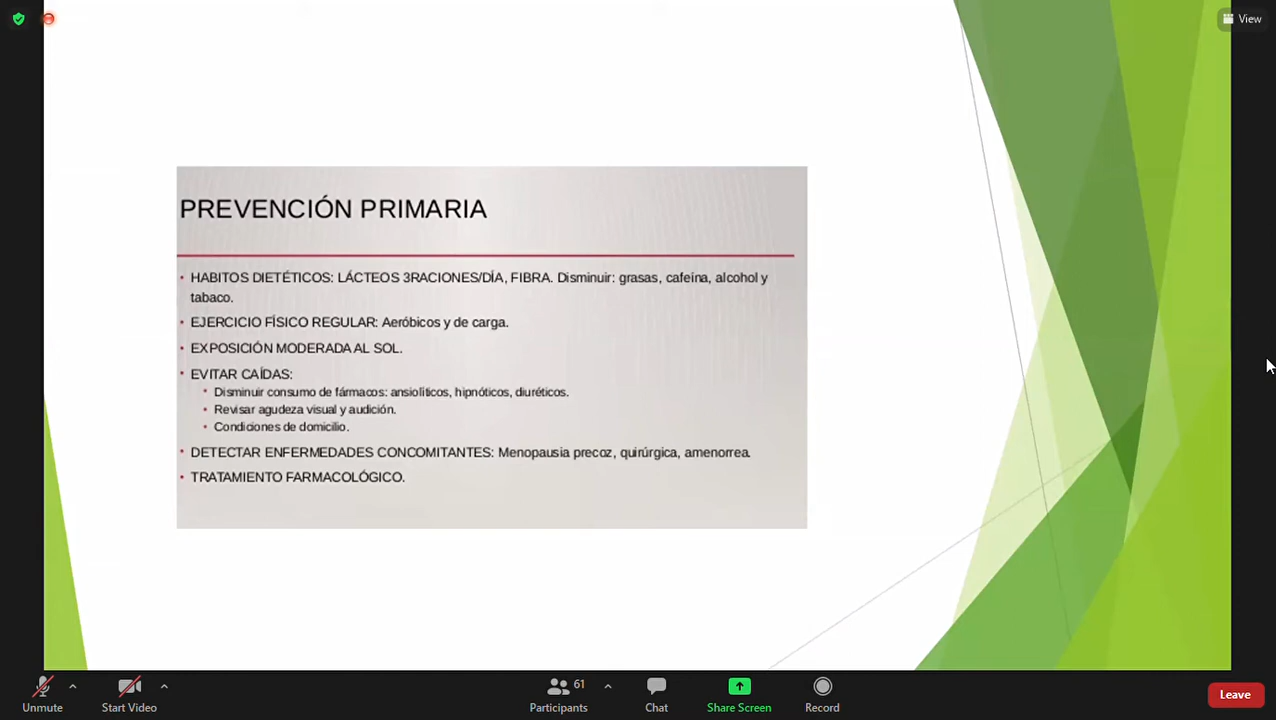 View
PREVENCIÓN PRIMARIA
• HABITOS DIETÉTICOS: LÁCTEOS 3RACIONES/DÍA, FIBRA. Disminuir: grasas, cafeína, alcohol y
tabaco.
• EJERCICIO FÍSICO REGULAR: Aeróbicos y de carga.
• EXPOSICIÓN MODERADA AL SOL.
• EVITAR CAÍDAS:
• Disminuir consumo de fármacos: ansiolíticos, hipnóticos, diuréticos.
• Revisar agudeza visual y audición.
• Condiciones de domicilio.
• DETECTAR ENFERMEDADES CONCOMITANTES: Menopausia precoz, quirúrgica, amenorrea.
• TRATAMIENTO FARMACOLÓGICO.
61
Unmute
Start Video
Participants
Chat
Share Screen
Record
Leave